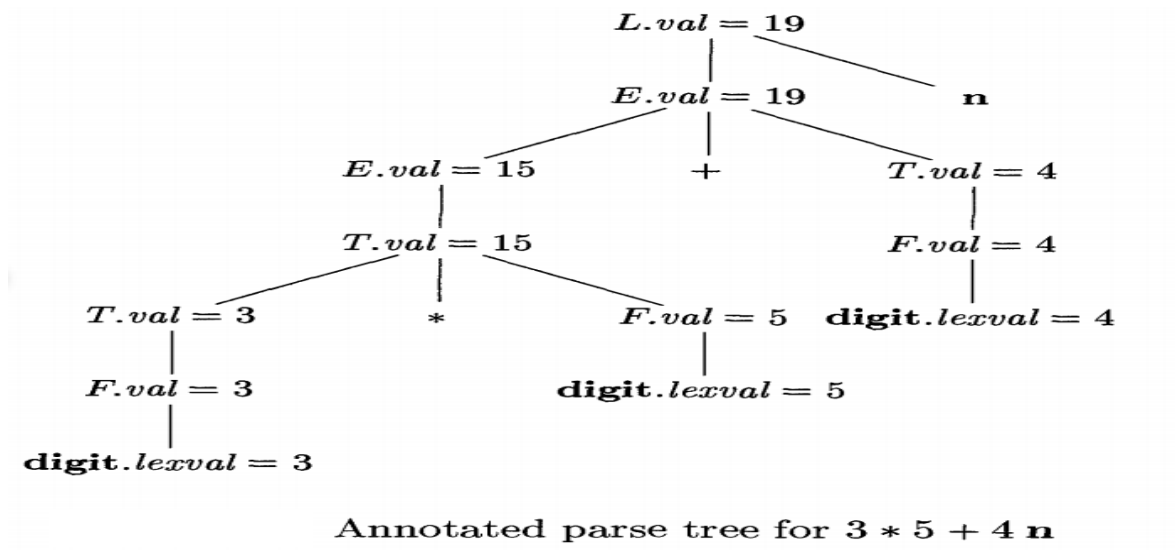 L.val = 19
E.val = 19 n
E.val = 15 + T.val = 4
T.val = 15 F.val = 4
T.val = 3 * F.val = 5 digit.lexval = 4
F.val = 3 digit.lexval = 5
digit.lexval = 3
Annotated parse tree for 3 * 5 + 4 n